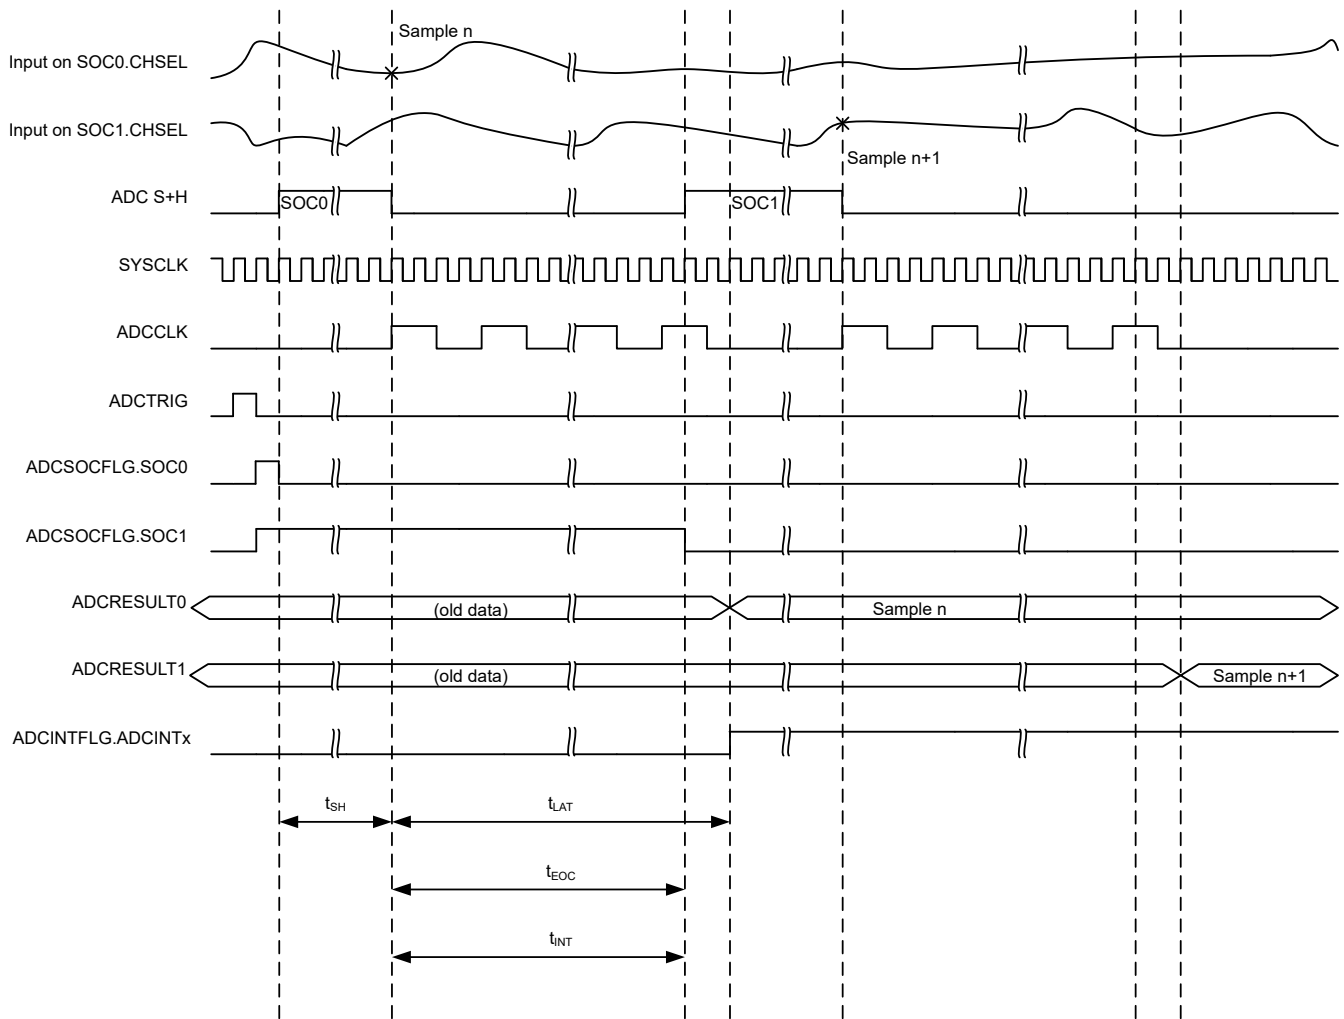 Sample n
Input on SOC0.CHSEL
Input on SOC1.CHSEL
Sample n+1
ADC S+H
SOC0
SOC1
SYSCLK
ADCCLK
ADCTRIG
ADCSOCFLG.SOC0
ADCSOCFLG.SOC1
ADCRESULT0
(old data)
Sample n
ADCRESULT1
(old data)
Sample n+1
ADCINTFLG.ADCINTx
tSH
tLAT
tEOC
tINT